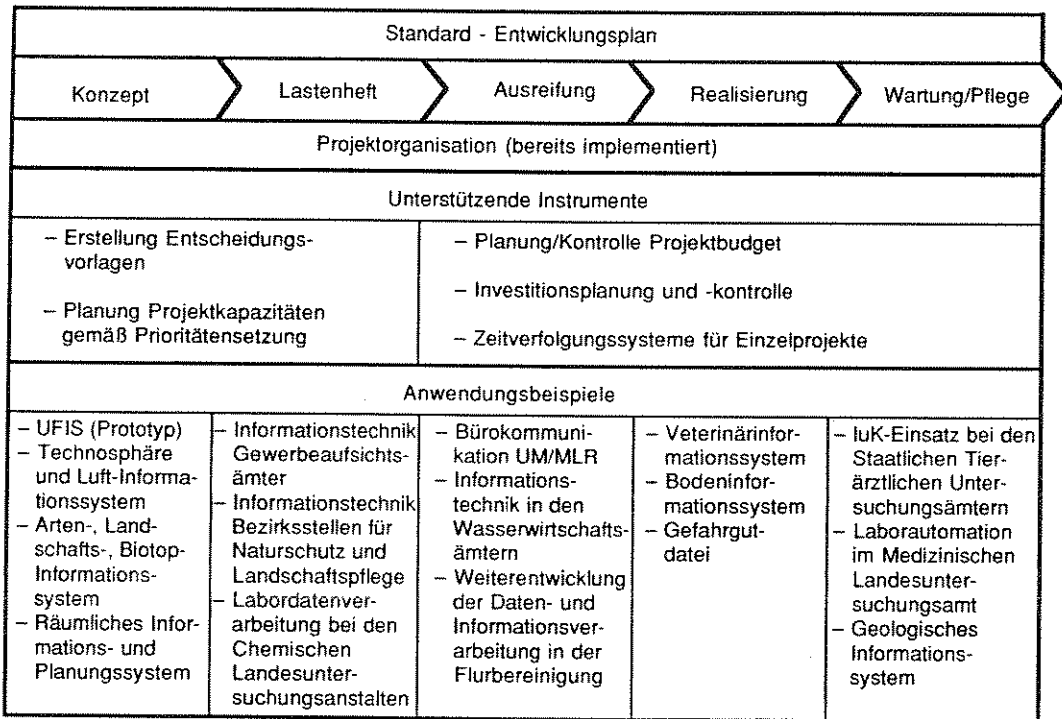 Standard - Entwicklungsplan
Konzept
Lastenheft
Ausreifung
Realisierung
Wartung/Pflege
Projektorganisation (bereits implementiert)
Unterstützende Instrumente
– Erstellung Entscheidungs-
vorlagen
– Planung Projektkapazitäten
gemäß Prioritätensetzung
– Planung/Kontrolle Projektbudget
– Investitionsplanung und -kontrolle
– Zeitverfolgungssysteme für Einzelprojekte
Anwendungsbeispiele
– UFIS (Prototyp)
– Technosphäre
und Luft-Informa-
tionssystem
– Arten-, Land-
schafts-, Biotop-
Informations-
system
– Räumliches Infor-
mations- und
Planungssystem
– Informationstechnik
Gewerbeaufsichts-
ämter
– Informationstechnik
Bezirksstellen für
Naturschutz und
Landschaftspflege
– Labordatenver-
arbeitung bei den
Chemischen
Landesunter-
suchungsanstalten
– Bürokommuni-
kation UM/MLR
– Informations-
technik in den
Wasserwirtschafts-
ämtern
– Weiterentwicklung
der Daten- und
Informationsver-
arbeitung in der
Flurbereinigung
– Veterinärinfor-
mationssystem
– Bodeninfor-
mationssystem
– Gefahrgut-
datei
– IuK-Einsatz bei den
Staatlichen Tier-
ärztlichen Unter-
suchungsämtern
– Laborautomation
im Medizinischen
Landesunter-
suchungsamt
– Geologisches
Informations-
system